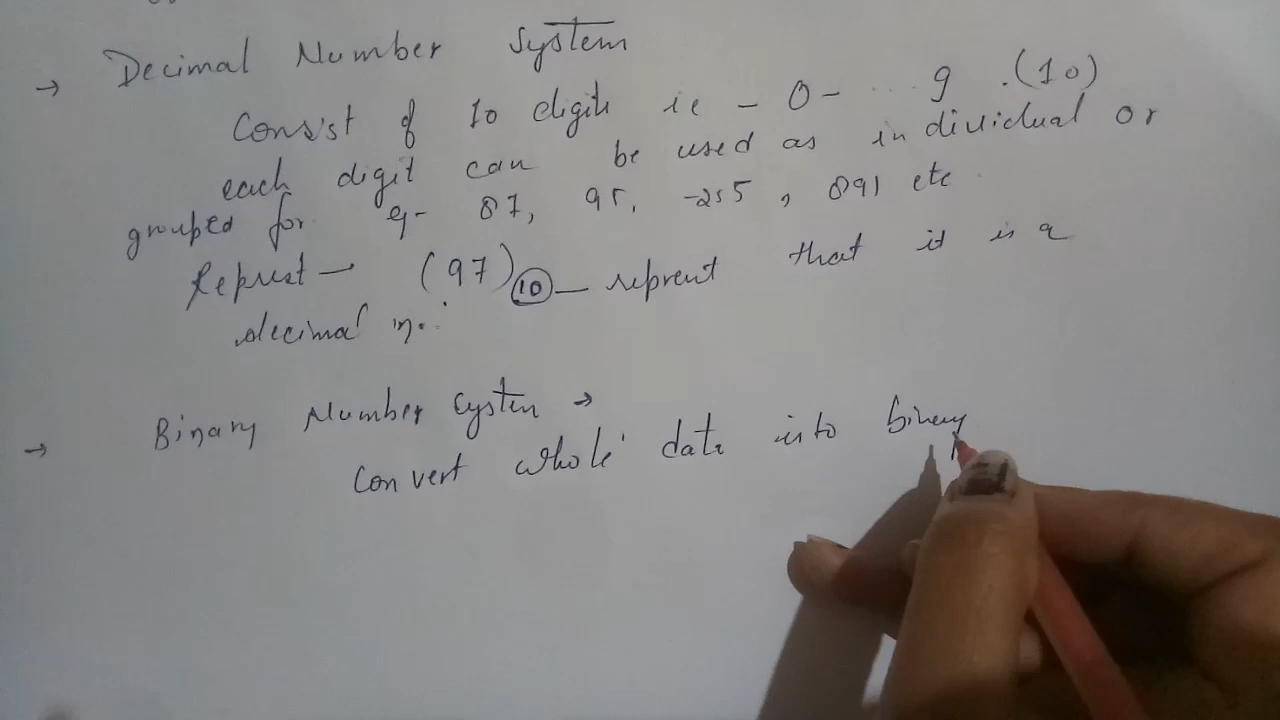 → Decimal Number System
Consist of 10 digits ie - 0 - ... 9 .(10)
each digit can be used as individual or
grouped for eg- 87, 95, -255, 891 etc
Represt → (97)10 — reprent that it is a
decimal no.
→ Binary Number System →
Convert whole data into binary